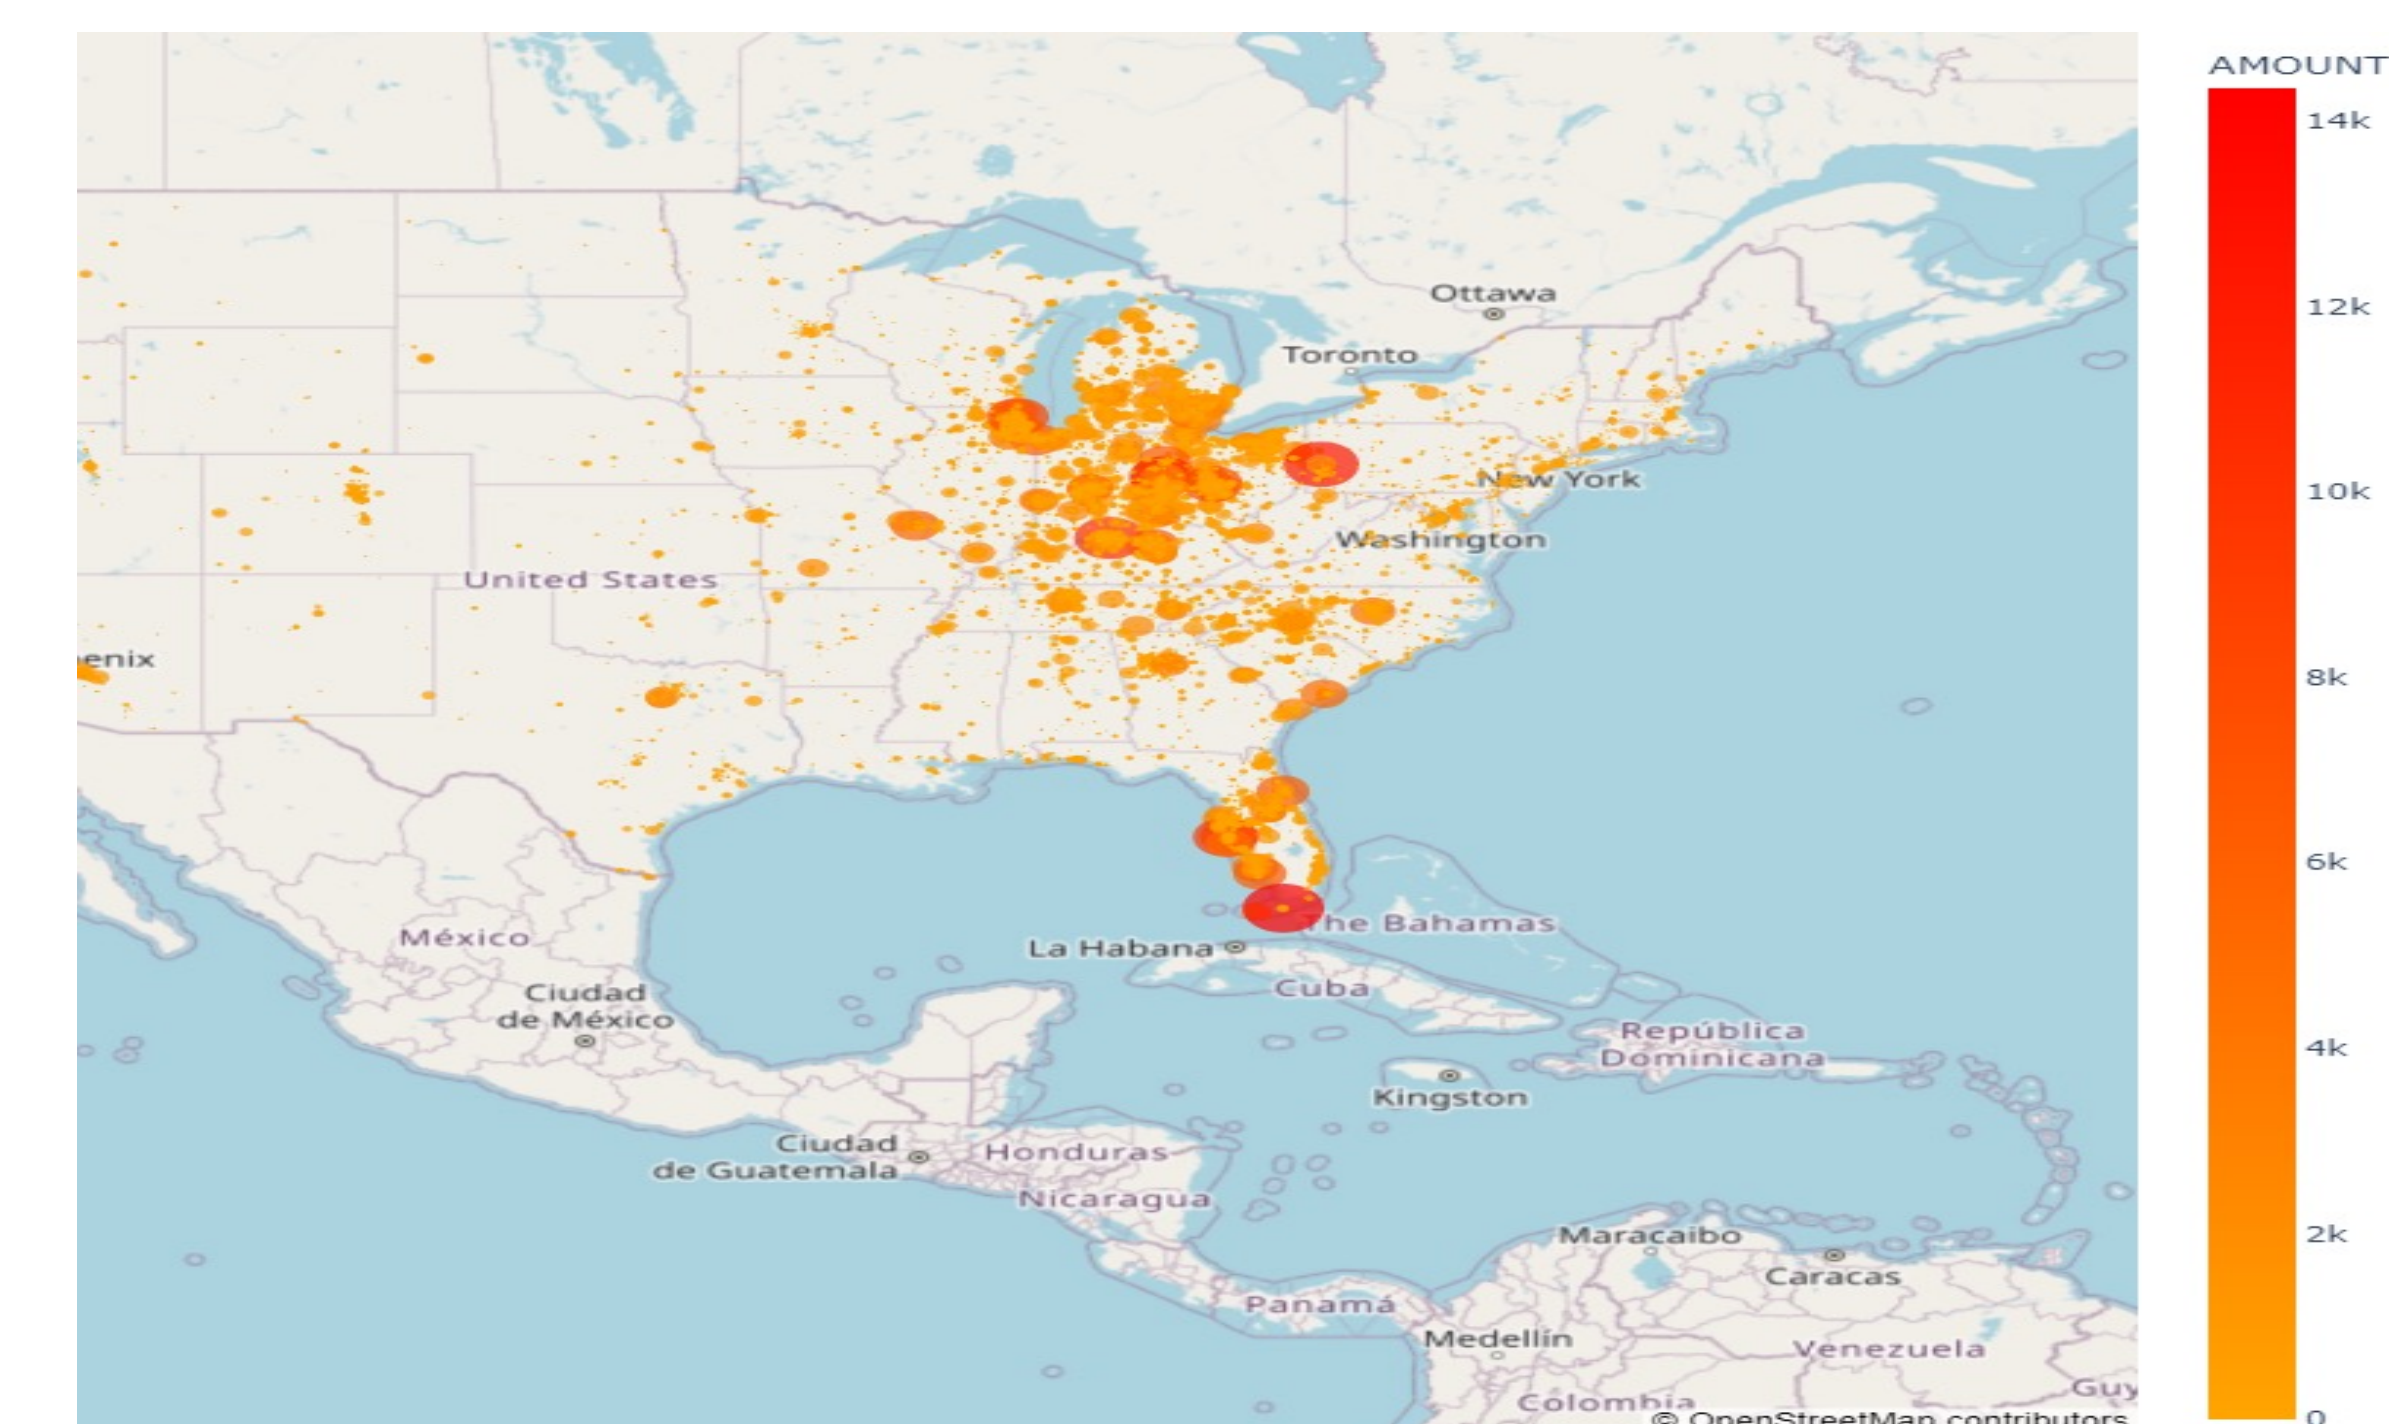 AMOUNT
14k
12k
10k
8k
6k
4k
2k
0
Ottawa
Toronto
New York
Washington
United States
enix
The Bahamas
La Habana
México
Cuba
Ciudad
de México
República
Dominicana
Kingston
Ciudad
de Guatemala
Honduras
Nicaragua
Maracaibo
Caracas
Panamá
Medellín
Venezuela
Guy
Colombia
© OpenStreetMap contributors